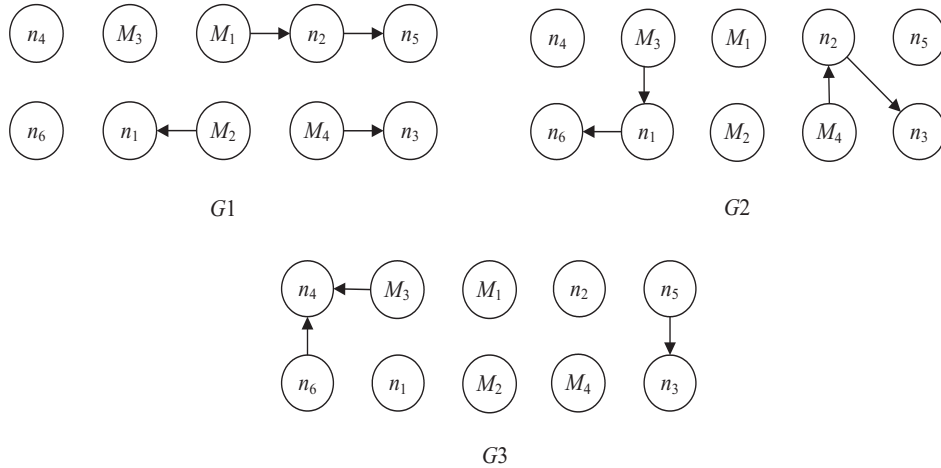 n₄ M₃ M₁ n₂ n₅
n₆ n₁ M₂ M₄ n₃
G1
n₄ M₃ M₁ n₂ n₅
n₆ n₁ M₂ M₄ n₃
G2
n₄ M₃ M₁ n₂ n₅
n₆ n₁ M₂ M₄ n₃
G3